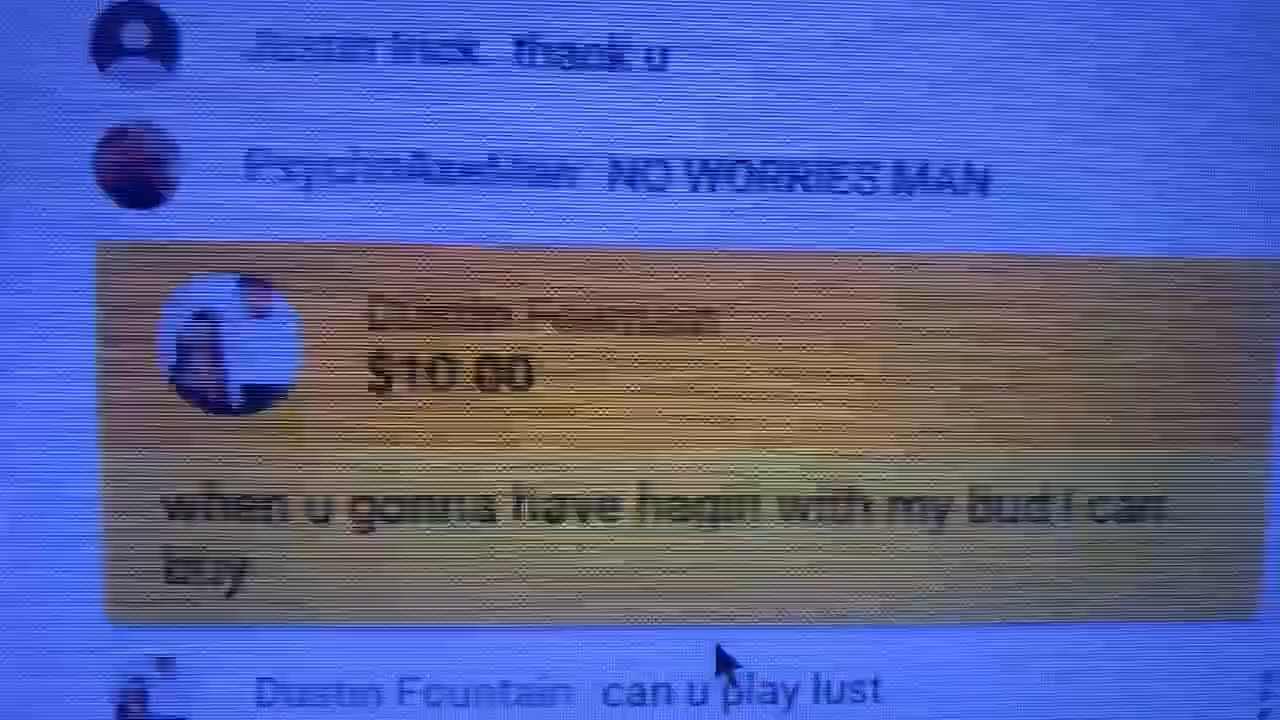 thank u
NO WORRIES MAN
Dustin
$10.00
when u gonna have with my bud i can
buy
Dustin Fountain can u play lust